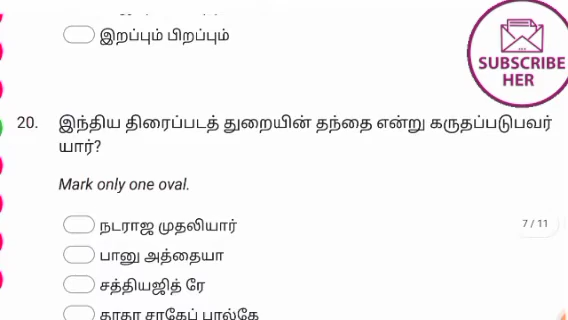 இறப்பும் பிறப்பும்
SUBSCRIBE
HER
20. இந்திய திரைப்படத் துறையின் தந்தை என்று கருதப்படுபவர்
யார்?
Mark only one oval.
நடராஜ முதலியார்
7 / 11
பானு அத்தையா
சத்தியஜித் ரே
தாதா சாகேப் பால்கே